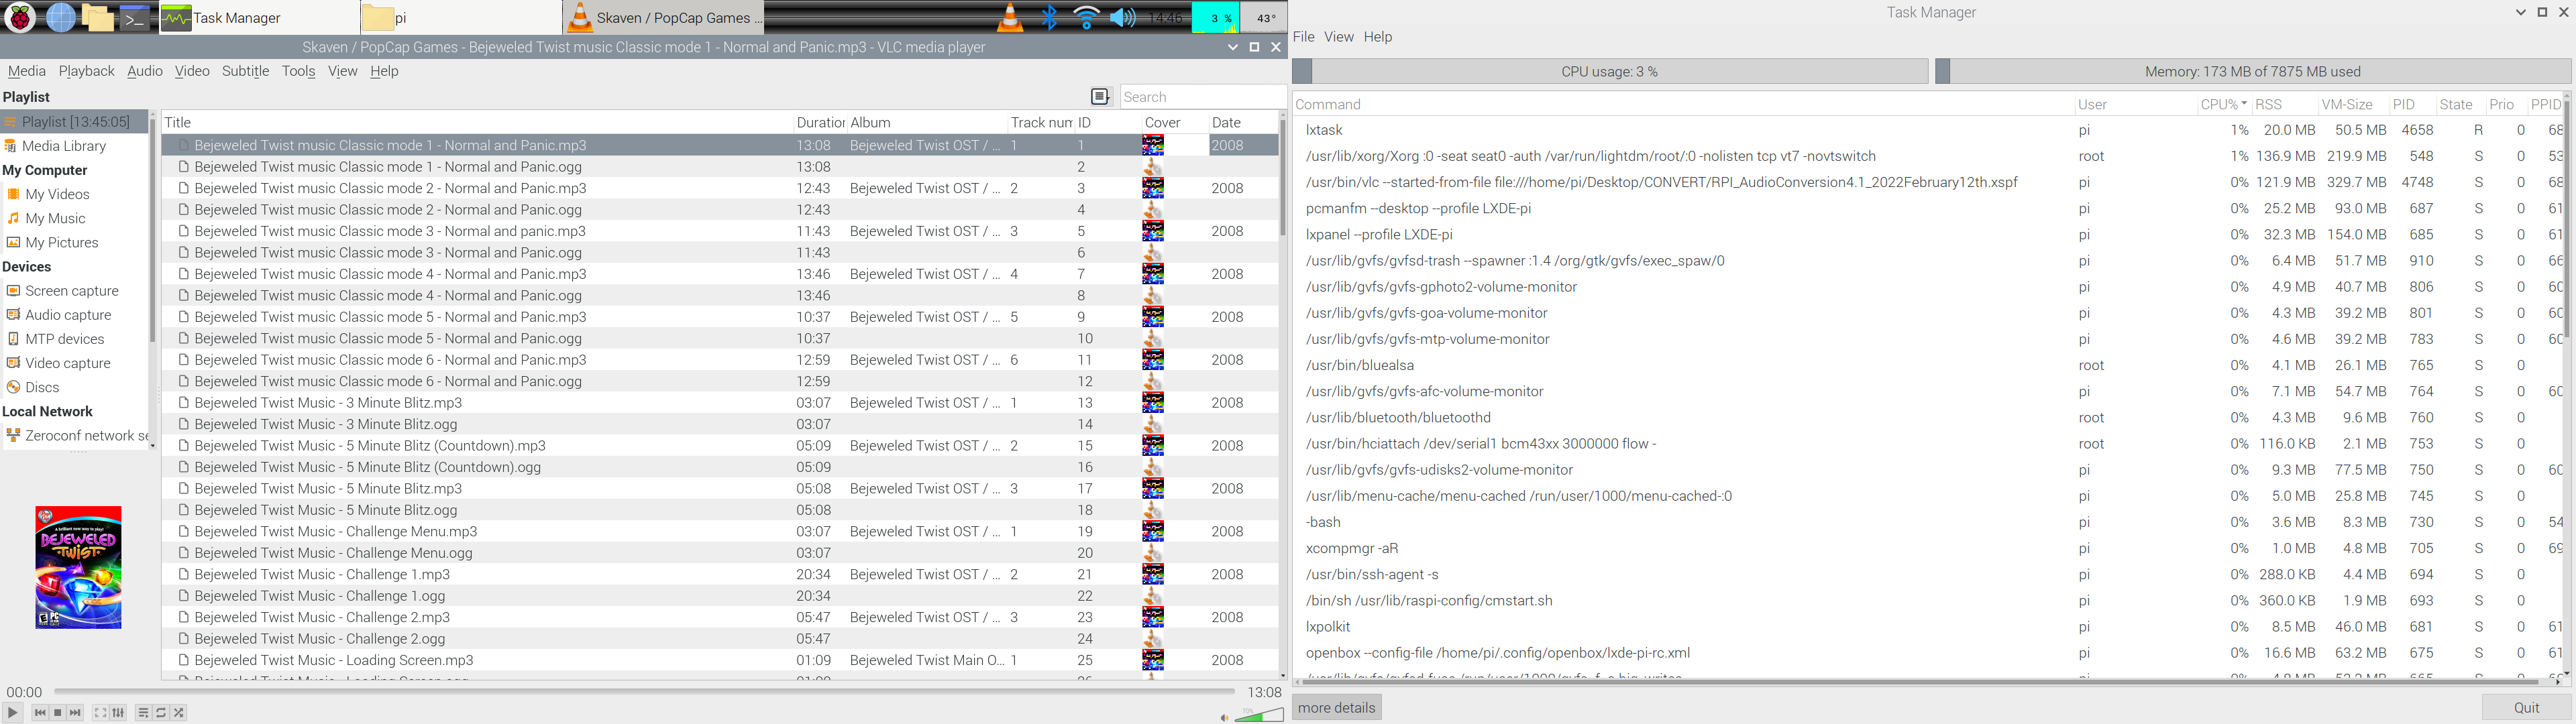 Task Manager
pi
Skaven / PopCap Games ...
14:46
3 %
43°
Skaven / PopCap Games - Bejeweled Twist music Classic mode 1 - Normal and Panic.mp3 - VLC media player
Media Playback Audio Video Subtitle Tools View Help
Playlist
Search
Playlist [13:45:05]
Media Library
My Computer
My Videos
My Music
My Pictures
Devices
Screen capture
Audio capture
MTP devices
Video capture
Discs
Local Network
Zeroconf network se
A brilliant new way to play!
BEJEWELED
TWIST
Title Duration Album Track num ID Cover Date
Bejeweled Twist music Classic mode 1 - Normal and Panic.mp3 13:08 Bejeweled Twist OST / ... 1 1 2008
Bejeweled Twist music Classic mode 1 - Normal and Panic.ogg 13:08 2
Bejeweled Twist music Classic mode 2 - Normal and Panic.mp3 12:43 Bejeweled Twist OST / ... 2 3 2008
Bejeweled Twist music Classic mode 2 - Normal and Panic.ogg 12:43 4
Bejeweled Twist music Classic mode 3 - Normal and panic.mp3 11:43 Bejeweled Twist OST / ... 3 5 2008
Bejeweled Twist music Classic mode 3 - Normal and Panic.ogg 11:43 6
Bejeweled Twist music Classic mode 4 - Normal and Panic.mp3 13:46 Bejeweled Twist OST / ... 4 7 2008
Bejeweled Twist music Classic mode 4 - Normal and Panic.ogg 13:46 8
Bejeweled Twist music Classic mode 5 - Normal and Panic.mp3 10:37 Bejeweled Twist OST / ... 5 9 2008
Bejeweled Twist music Classic mode 5 - Normal and Panic.ogg 10:37 10
Bejeweled Twist music Classic mode 6 - Normal and Panic.mp3 12:59 Bejeweled Twist OST / ... 6 11 2008
Bejeweled Twist music Classic mode 6 - Normal and Panic.ogg 12:59 12
Bejeweled Twist Music - 3 Minute Blitz.mp3 03:07 Bejeweled Twist OST / ... 1 13 2008
Bejeweled Twist Music - 3 Minute Blitz.ogg 03:07 14
Bejeweled Twist Music - 5 Minute Blitz (Countdown).mp3 05:09 Bejeweled Twist OST / ... 2 15 2008
Bejeweled Twist Music - 5 Minute Blitz (Countdown).ogg 05:09 16
Bejeweled Twist Music - 5 Minute Blitz.mp3 05:08 Bejeweled Twist OST / ... 3 17 2008
Bejeweled Twist Music - 5 Minute Blitz.ogg 05:08 18
Bejeweled Twist Music - Challenge Menu.mp3 03:07 Bejeweled Twist OST / ... 1 19 2008
Bejeweled Twist Music - Challenge Menu.ogg 03:07 20
Bejeweled Twist Music - Challenge 1.mp3 20:34 Bejeweled Twist OST / ... 2 21 2008
Bejeweled Twist Music - Challenge 1.ogg 20:34 22
Bejeweled Twist Music - Challenge 2.mp3 05:47 Bejeweled Twist OST / ... 3 23 2008
Bejeweled Twist Music - Challenge 2.ogg 05:47 24
Bejeweled Twist Music - Loading Screen.mp3 01:09 Bejeweled Twist Main O... 1 25 2008
00:00 13:08
70%
Task Manager
File View Help
CPU usage: 3 % Memory: 173 MB of 7875 MB used
Command User CPU% RSS VM-Size PID State Prio PPID
lxtask pi 1% 20.0 MB 50.5 MB 4658 R 0 68
/usr/lib/xorg/Xorg :0 -seat seat0 -auth /var/run/lightdm/root/:0 -nolisten tcp vt7 -novtswitch root 1% 136.9 MB 219.9 MB 548 S 0 53
/usr/bin/vlc --started-from-file file:///home/pi/Desktop/CONVERT/RPI_AudioConversion4.1_2022February12th.xspf pi 0% 121.9 MB 329.7 MB 4748 S 0 68
pcmanfm --desktop --profile LXDE-pi pi 0% 25.2 MB 93.0 MB 687 S 0 61
lxpanel --profile LXDE-pi pi 0% 32.3 MB 154.0 MB 685 S 0 61
/usr/lib/gvfs/gvfsd-trash --spawner :1.4 /org/gtk/gvfs/exec_spaw/0 pi 0% 6.4 MB 51.7 MB 910 S 0 66
/usr/lib/gvfs/gvfs-gphoto2-volume-monitor pi 0% 4.9 MB 40.7 MB 806 S 0 60
/usr/lib/gvfs/gvfs-goa-volume-monitor pi 0% 4.3 MB 39.2 MB 801 S 0 60
/usr/lib/gvfs/gvfs-mtp-volume-monitor pi 0% 4.6 MB 39.2 MB 783 S 0 60
/usr/bin/bluealsa root 0% 4.1 MB 26.1 MB 765 S 0
/usr/lib/gvfs/gvfs-afc-volume-monitor pi 0% 7.1 MB 54.7 MB 764 S 0 60
/usr/lib/bluetooth/bluetoothd root 0% 4.3 MB 9.6 MB 760 S 0
/usr/bin/hciattach /dev/serial1 bcm43xx 3000000 flow - root 0% 116.0 KB 2.1 MB 753 S 0
/usr/lib/gvfs/gvfs-udisks2-volume-monitor pi 0% 9.3 MB 77.5 MB 750 S 0 60
/usr/lib/menu-cache/menu-cached /run/user/1000/menu-cached-:0 pi 0% 5.0 MB 25.8 MB 745 S 0
-bash pi 0% 3.6 MB 8.3 MB 730 S 0 54
xcompmgr -aR pi 0% 1.0 MB 4.8 MB 705 S 0 69
/usr/bin/ssh-agent -s pi 0% 288.0 KB 4.4 MB 694 S 0
/bin/sh /usr/lib/raspi-config/cmstart.sh pi 0% 360.0 KB 1.9 MB 693 S 0
lxpolkit pi 0% 8.5 MB 46.0 MB 681 S 0 61
openbox --config-file /home/pi/.config/openbox/lxde-pi-rc.xml pi 0% 16.6 MB 63.2 MB 675 S 0 61
more details Quit